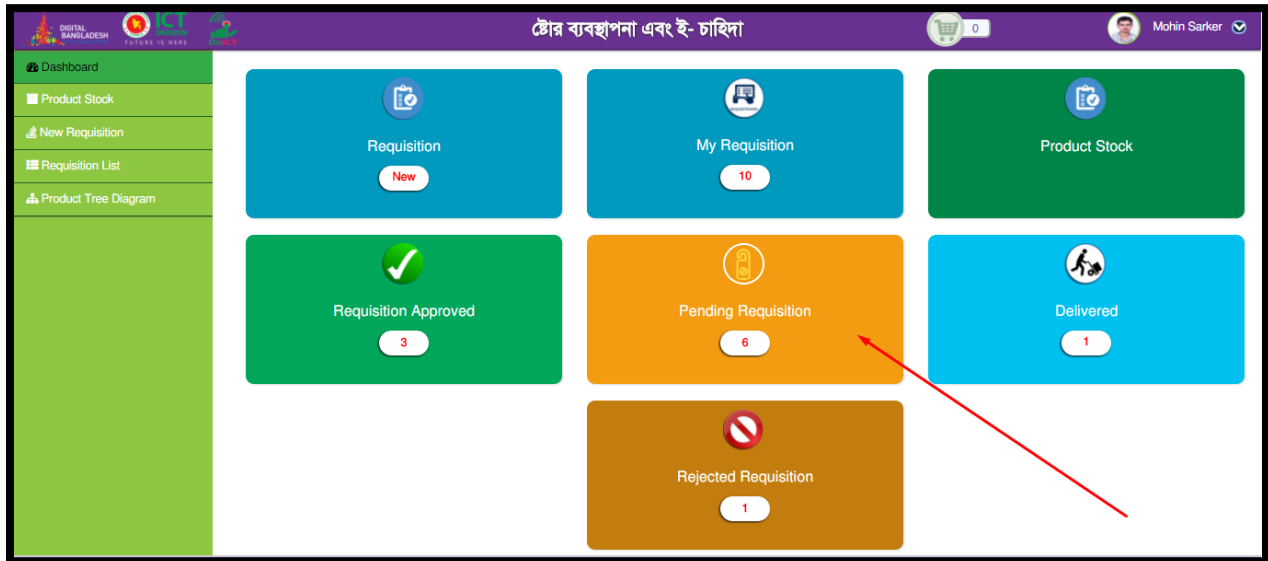 DIGITAL
BANGLADESH
ICT
DIVISION
FUTURE IS HERE
DoICT
ষ্টোর ব্যবস্থাপনা এবং ই- চাহিদা
0
Mohin Sarker
Dashboard
Product Stock
New Requisition
Requisition List
Product Tree Diagram
Requisition
New
My Requisition
10
Product Stock
Requisition Approved
3
Pending Requisition
6
Delivered
1
Rejected Requisition
1